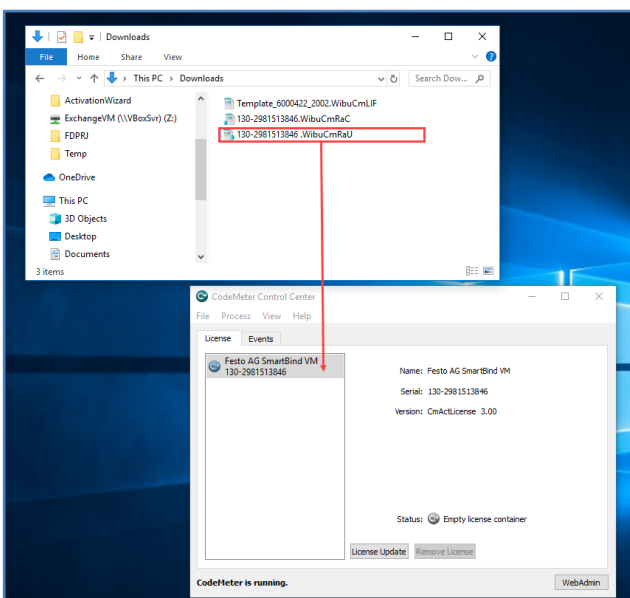 Downloads
File Home Share View
This PC > Downloads
Search Dow...
ActivationWizard
ExchangeVM (\\VBoxSvr) (Z:)
FDPRJ
Temp
OneDrive
This PC
3D Objects
Desktop
Documents
Template_6000422_2002.WibuCmLIF
130-2981513846.WibuCmRaC
130-2981513846 .WibuCmRaU
3 items
CodeMeter Control Center
File Process View Help
License Events
Festo AG SmartBind VM
130-2981513846
Name: Festo AG SmartBind VM
Serial: 130-2981513846
Version: CmActLicense 3.00
Status: Empty license container
License Update Remove License
CodeMeter is running.
WebAdmin